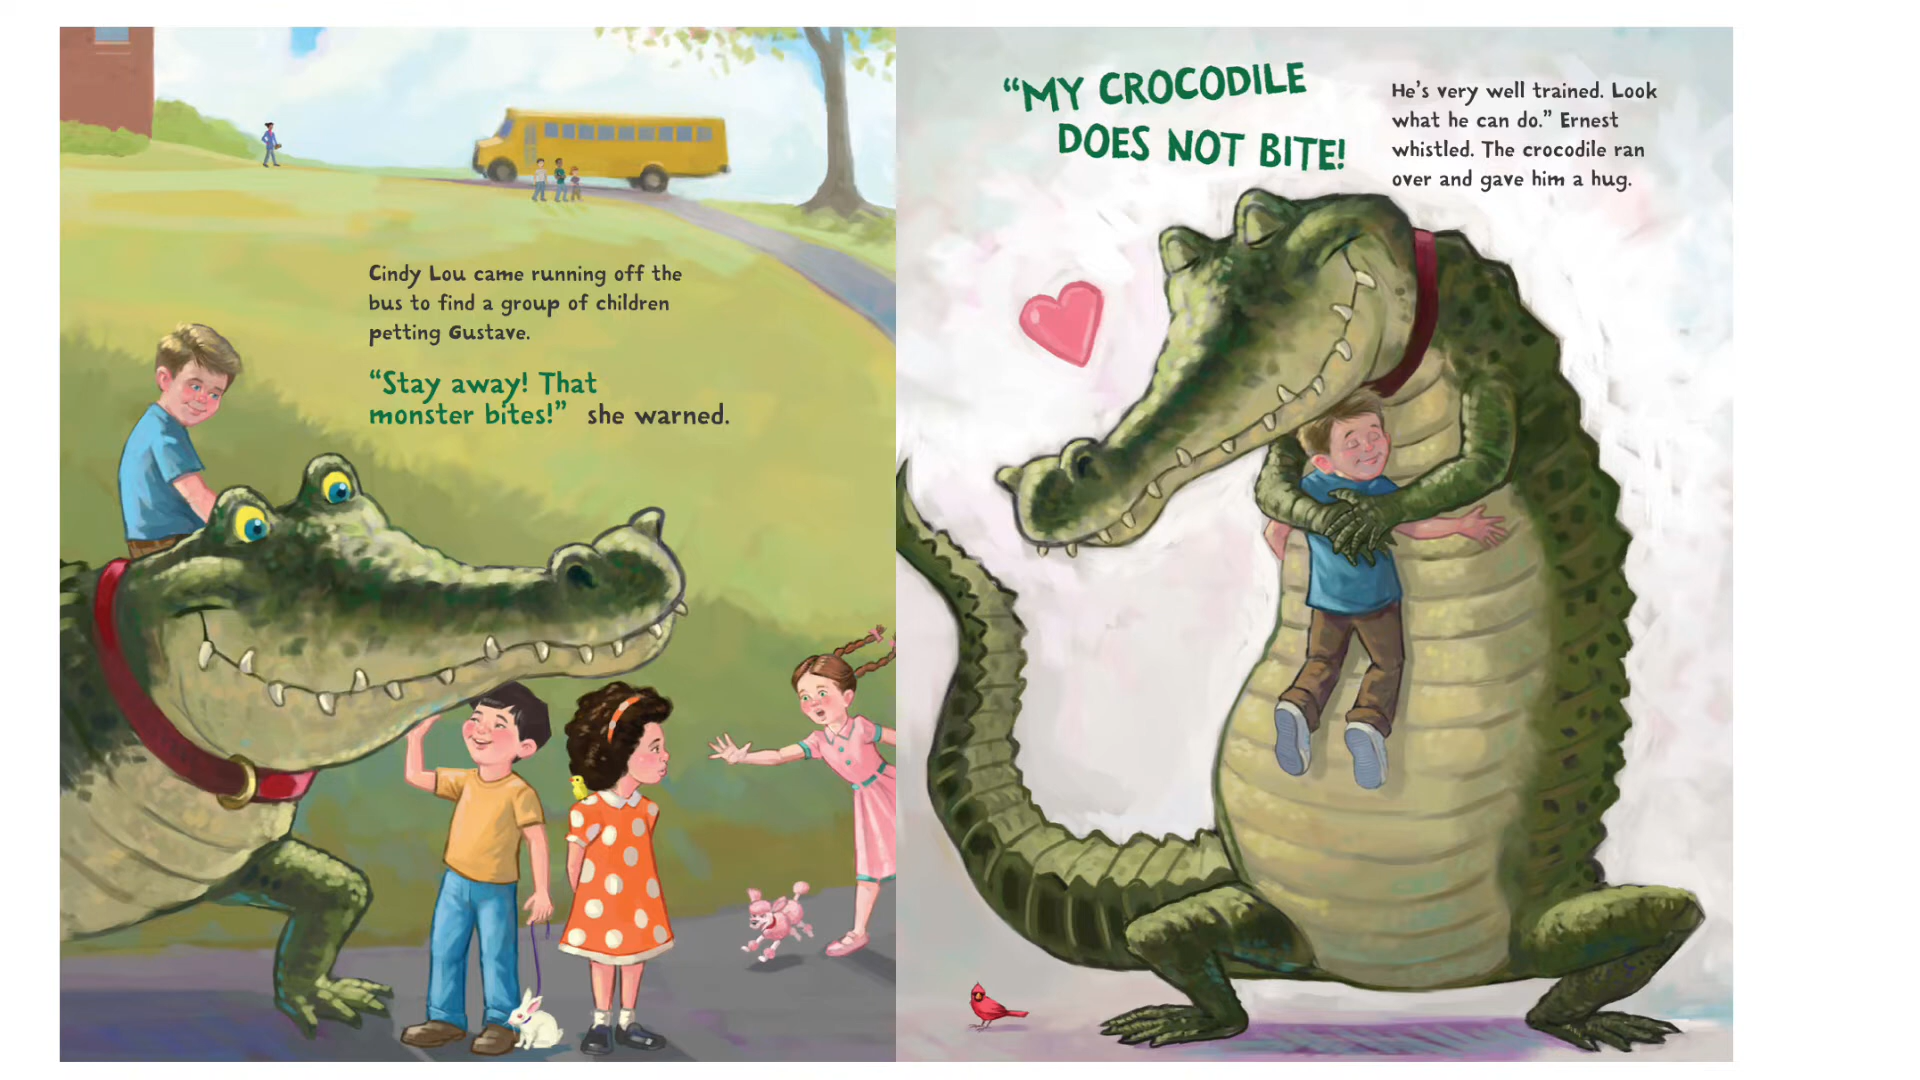 Cindy Lou came running off the
bus to find a group of children
petting Gustave.
“Stay away! That
monster bites!” she warned.
“MY CROCODILE
DOES NOT BITE!
He’s very well trained. Look
what he can do.” Ernest
whistled. The crocodile ran
over and gave him a hug.